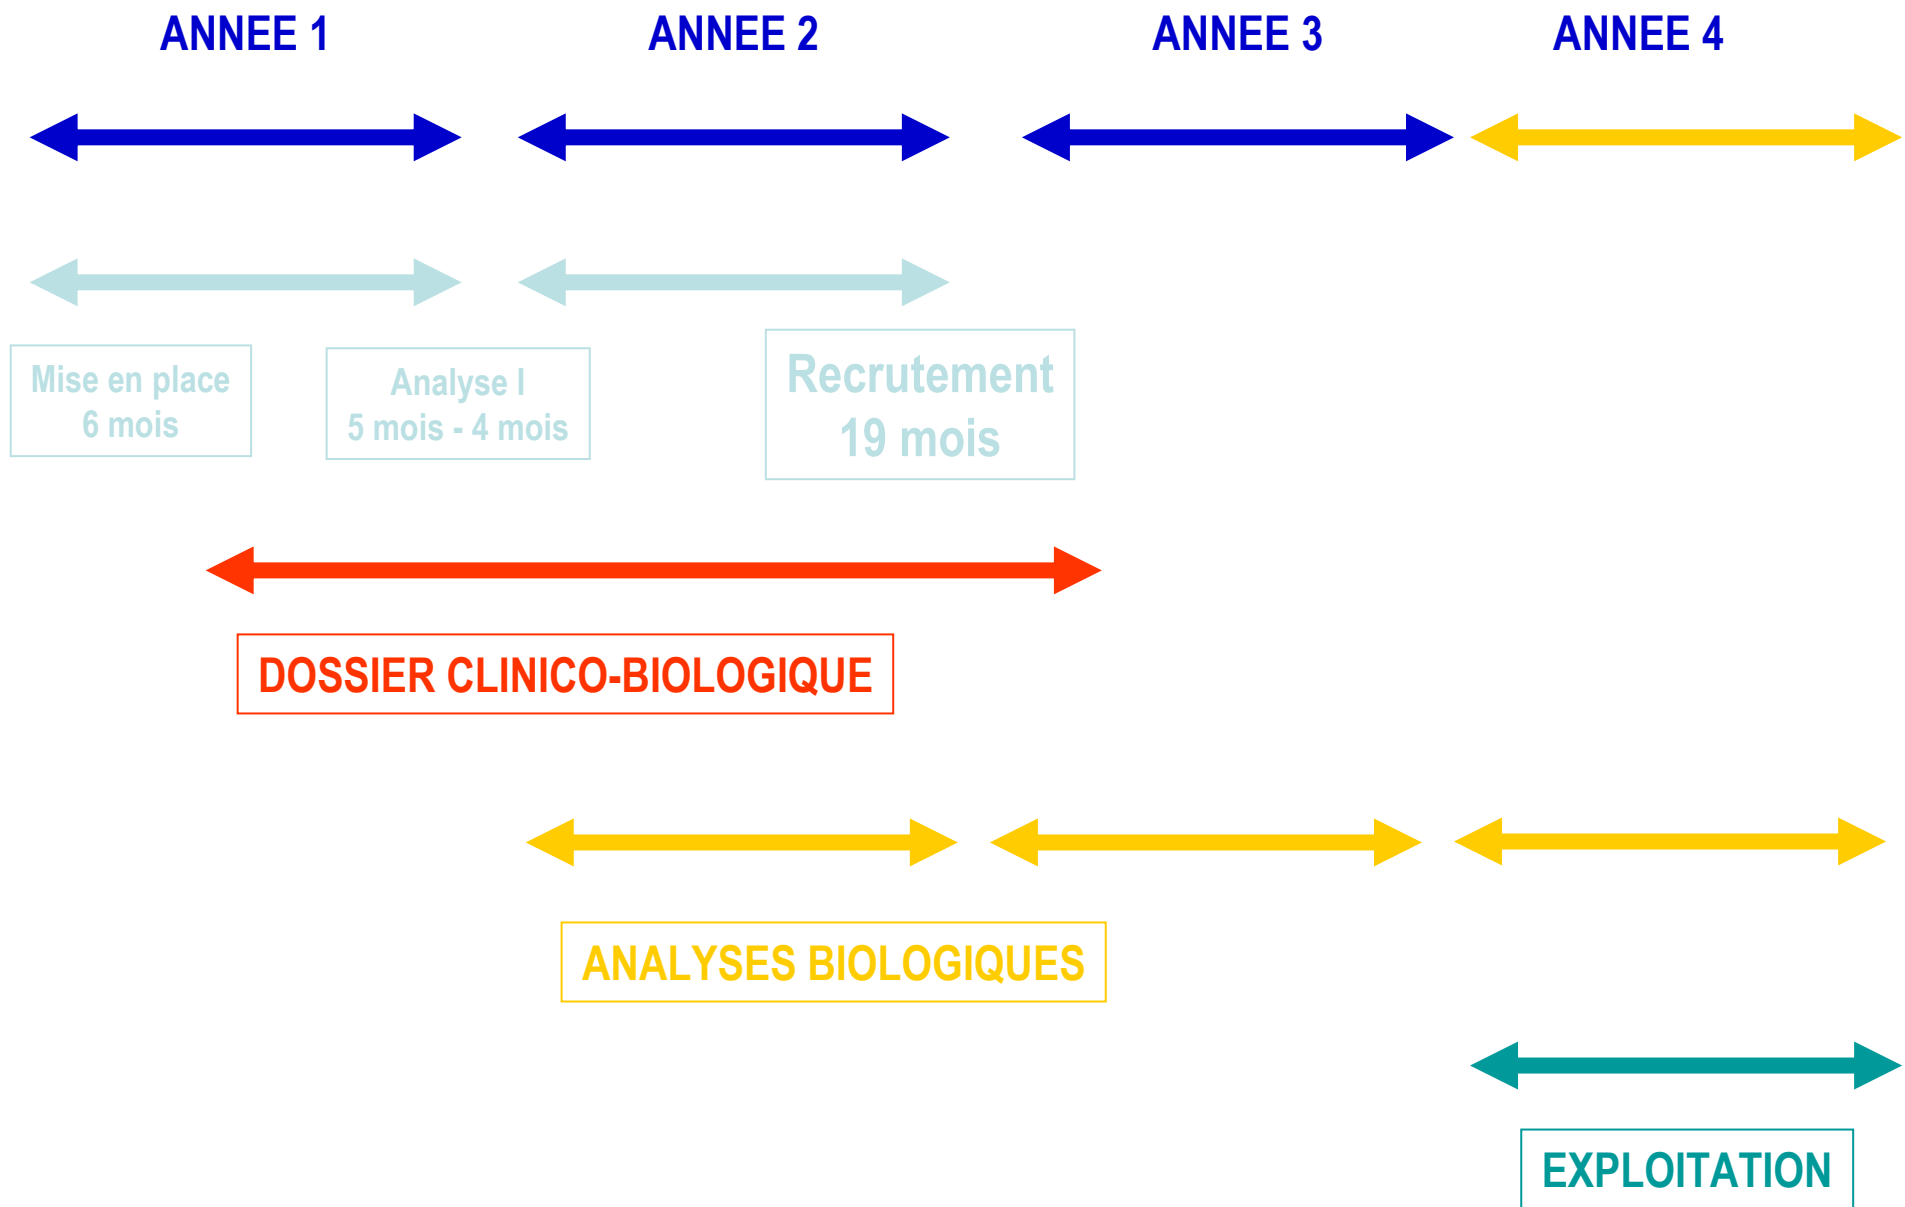 ANNEE 1
ANNEE 2
ANNEE 3
ANNEE 4
Mise en place
6 mois
Analyse I
5 mois - 4 mois
Recrutement
19 mois
DOSSIER CLINICO-BIOLOGIQUE
ANALYSES BIOLOGIQUES
EXPLOITATION